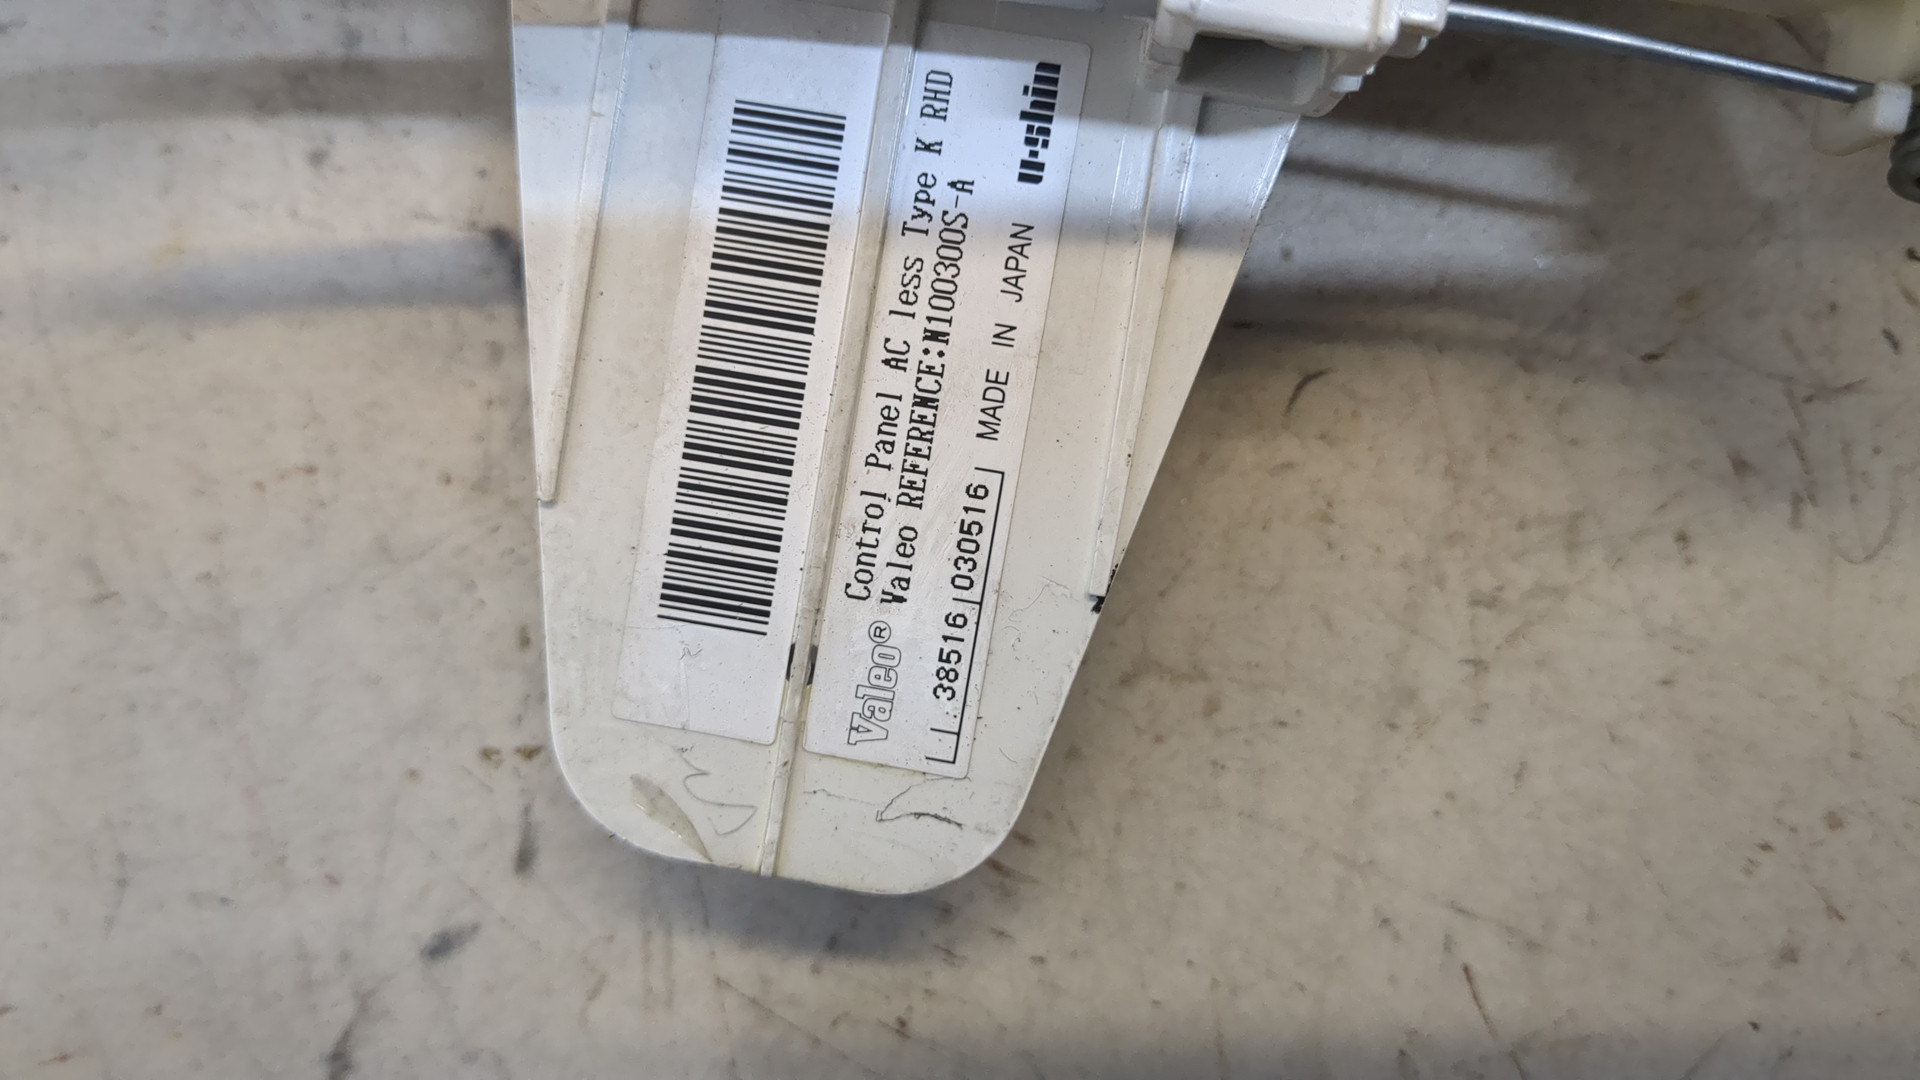 Control Panel AC less Type K RHD
Valeo® Valeo REFERENCE:N100300S-A
38516 030516 MADE IN JAPAN u-shin